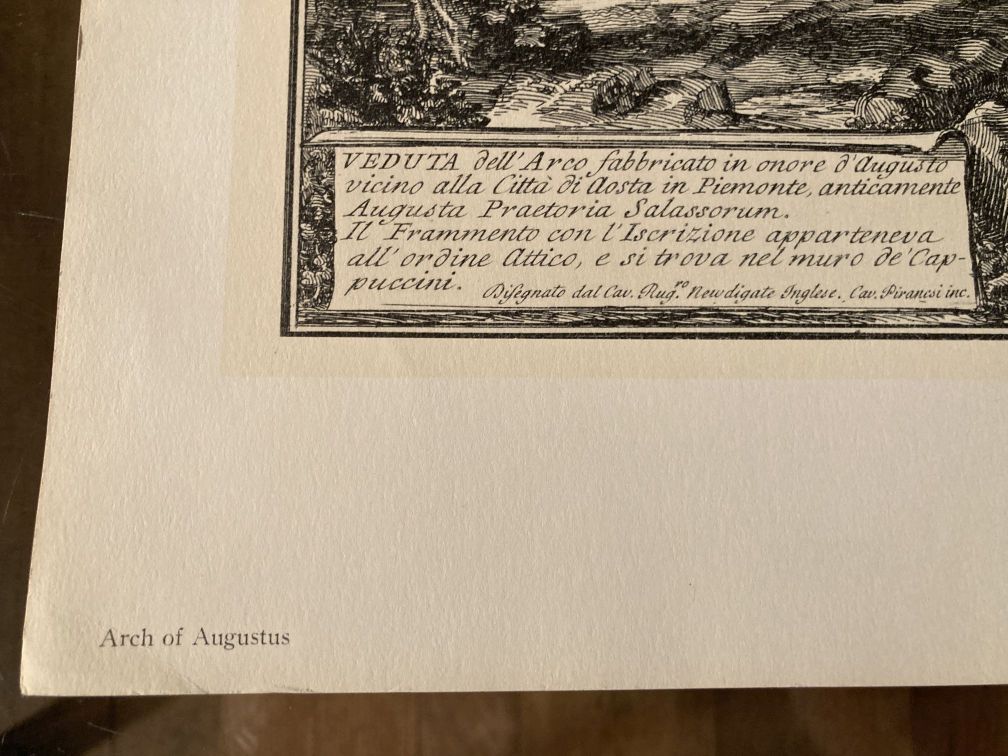 VEDUTA dell'Arco fabbricato in onore d'Augusto
vicino alla Città di Aosta in Piemonte, anticamente
Augusta Praetoria Salassorum.
Il Frammento con l'Iscrizione apparteneva
all'ordine Attico, e si trova nel muro de' Cap-
puccini.
Disegnato dal Cav. Rug.ro Newdigate Inglese. Cav. Piranesi inc.
Arch of Augustus